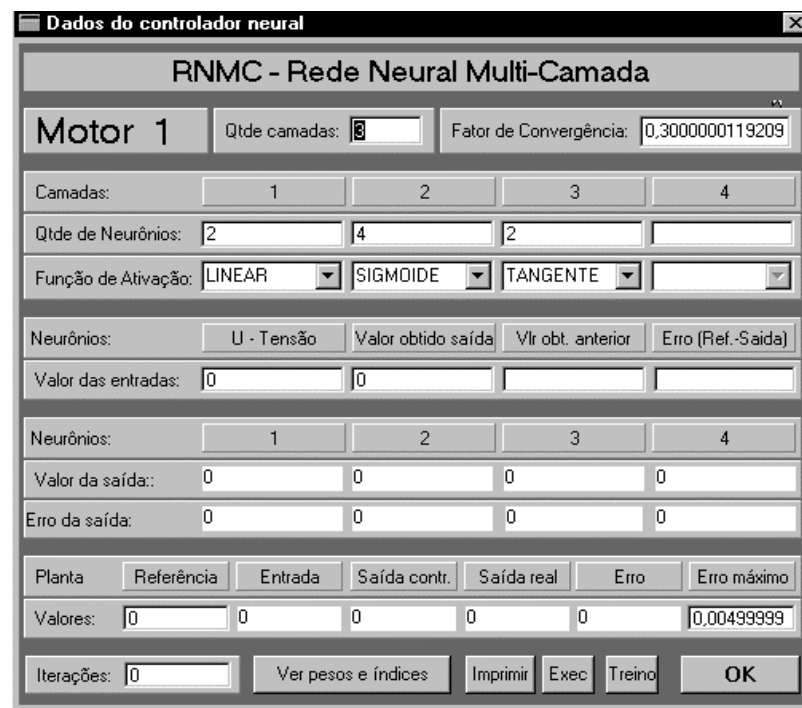 Dados do controlador neural
RNMC - Rede Neural Multi-Camada
Motor 1 Qtde camadas: 3 Fator de Convergência: 0,3000000119209
Camadas: 1 2 3 4
Qtde de Neurônios: 2 4 2
Função de Ativação: LINEAR SIGMOIDE TANGENTE
Neurônios: U - Tensão Valor obtido saída Vlr obt. anterior Erro (Ref.-Saida)
Valor das entradas: 0 0
Neurônios: 1 2 3 4
Valor da saída:: 0 0 0 0
Erro da saída: 0 0 0 0
Planta Referência Entrada Saída contr. Saída real Erro Erro máximo
Valores: 0 0 0 0 0 0,00499999
Iterações: 0 Ver pesos e índices Imprimir Exec Treino OK